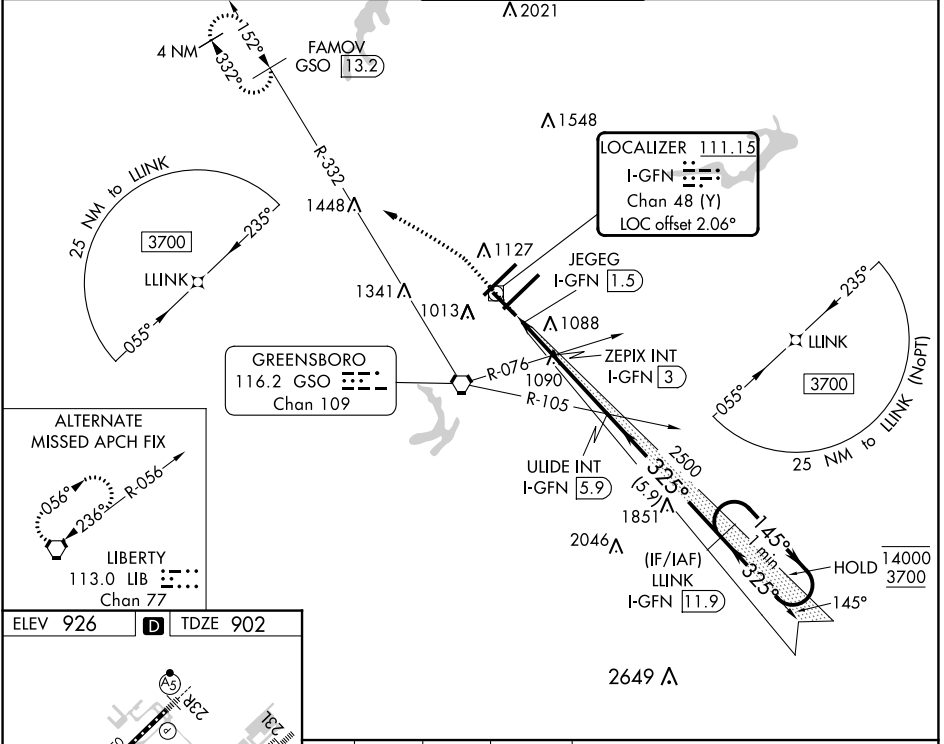 2021
4 NM
152°
332°
FAMOV
GSO 13.2
1548
LOCALIZER 111.15
I-GFN
Chan 48 (Y)
LOC offset 2.06°
R-332
25 NM to LLINK
235°
3700
LLINK
055°
1448
1127
JEGEG
I-GFN 1.5
1341
1013
1088
235°
LLINK
3700
055°
25 NM to LLINK (NoPT)
GREENSBORO
116.2 GSO
Chan 109
R-076
1090
ZEPIX INT
I-GFN 3
R-105
ALTERNATE
MISSED APCH FIX
056°
R-056
236°
LIBERTY
113.0 LIB
Chan 77
ULIDE INT
I-GFN 5.9
2500
325°
(5.9)
1851
2046
145°
1 min
325°
HOLD 14000
3700
145°
(IF/IAF)
LLINK
I-GFN 11.9
ELEV 926
D
TDZE 902
2649
A5
23R
P
23L